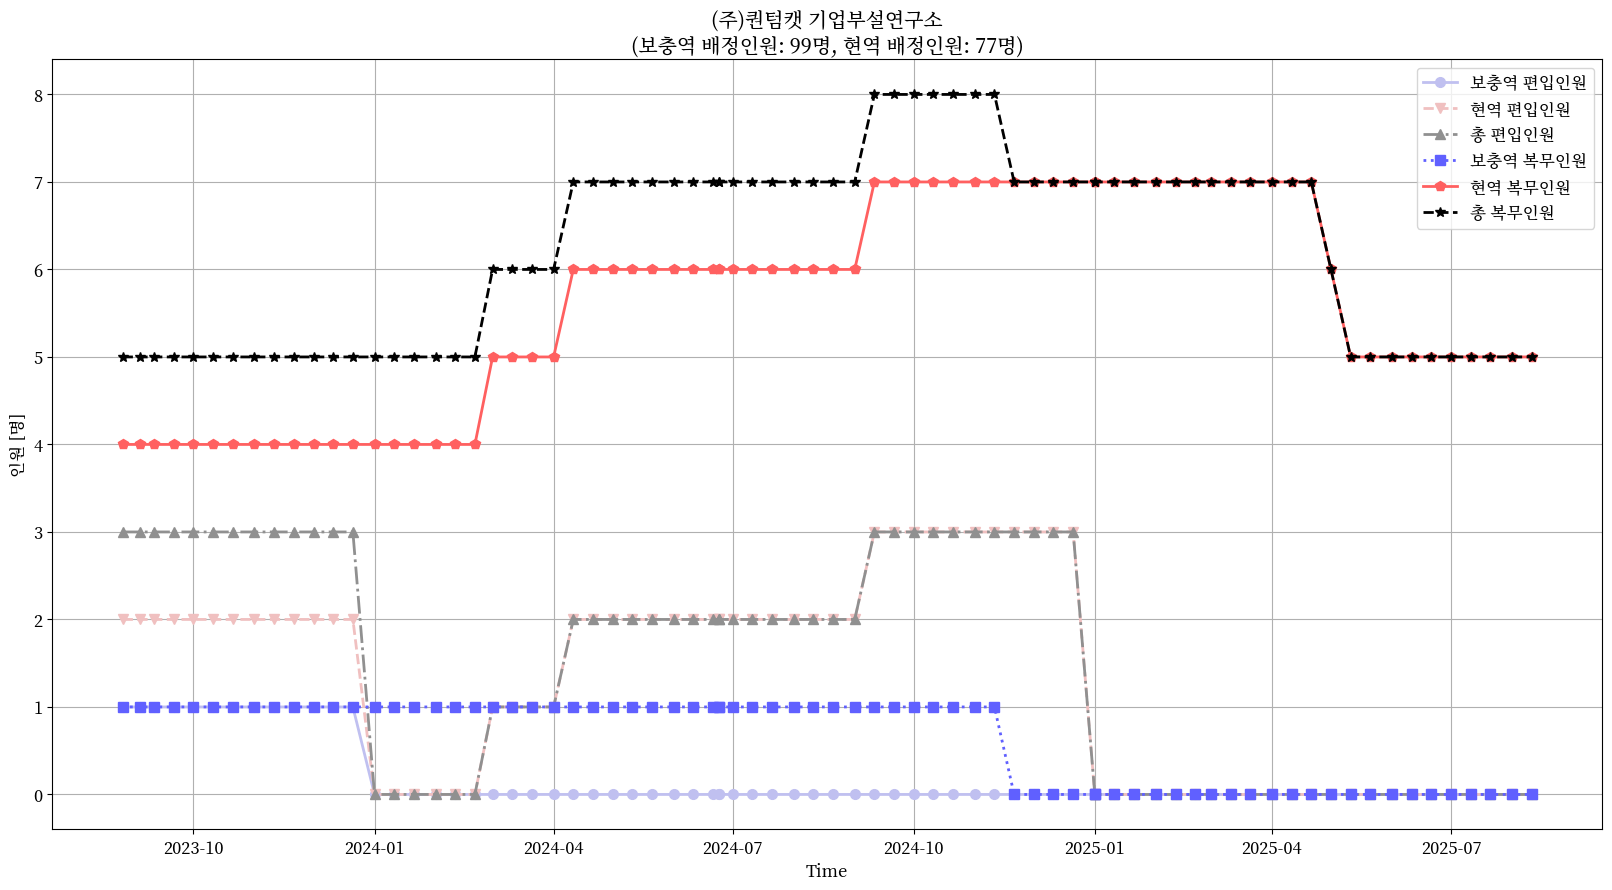 (주)퀀텀캣 기업부설연구소
(보충역 배정인원: 99명, 현역 배정인원: 77명)
보충역 편입인원
현역 편입인원
총 편입인원
보충역 복무인원
현역 복무인원
총 복무인원
인원 [명]
8
7
6
5
4
3
2
1
0
2023-10
2024-01
2024-04
2024-07
2024-10
2025-01
2025-04
2025-07
Time